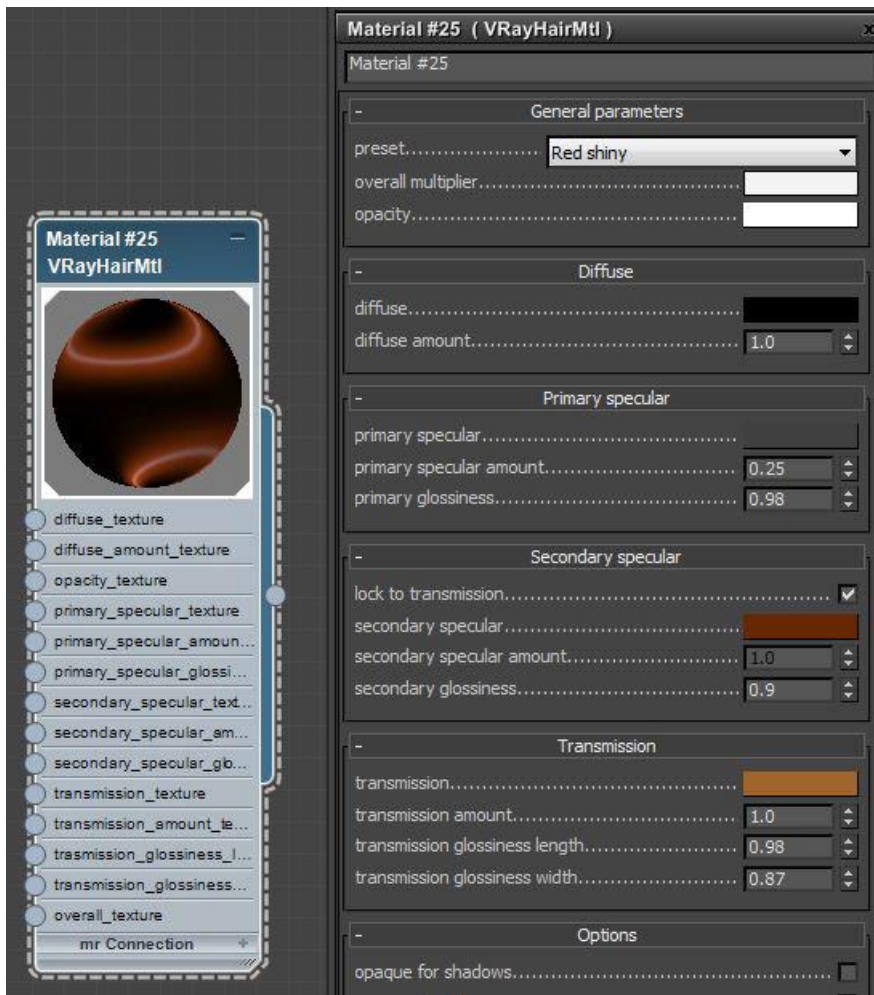 Material #25
VRayHairMtl
diffuse_texture
diffuse_amount_texture
opacity_texture
primary_specular_texture
primary_specular_amoun...
primary_specular_glossi...
secondary_specular_text...
secondary_specular_am...
secondary_specular_glo...
transmission_texture
transmission_amount_te...
trasmission_glossiness_l...
transmission_glossiness...
overall_texture
mr Connection +
Material #25 ( VRayHairMtl ) x
Material #25
- General parameters
preset..................... Red shiny
overall multiplier.........................................
opacity....................................................
- Diffuse
diffuse....................................................
diffuse amount......................................... 1.0
- Primary specular
primary specular........................................
primary specular amount............................. 0.25
primary glossiness..................................... 0.98
- Secondary specular
lock to transmission.....................................................
secondary specular.....................................
secondary specular amount......................... 1.0
secondary glossiness.................................. 0.9
- Transmission
transmission.............................................
transmission amount................................... 1.0
transmission glossiness length....................... 0.98
transmission glossiness width........................ 0.87
- Options
opaque for shadows....................................................